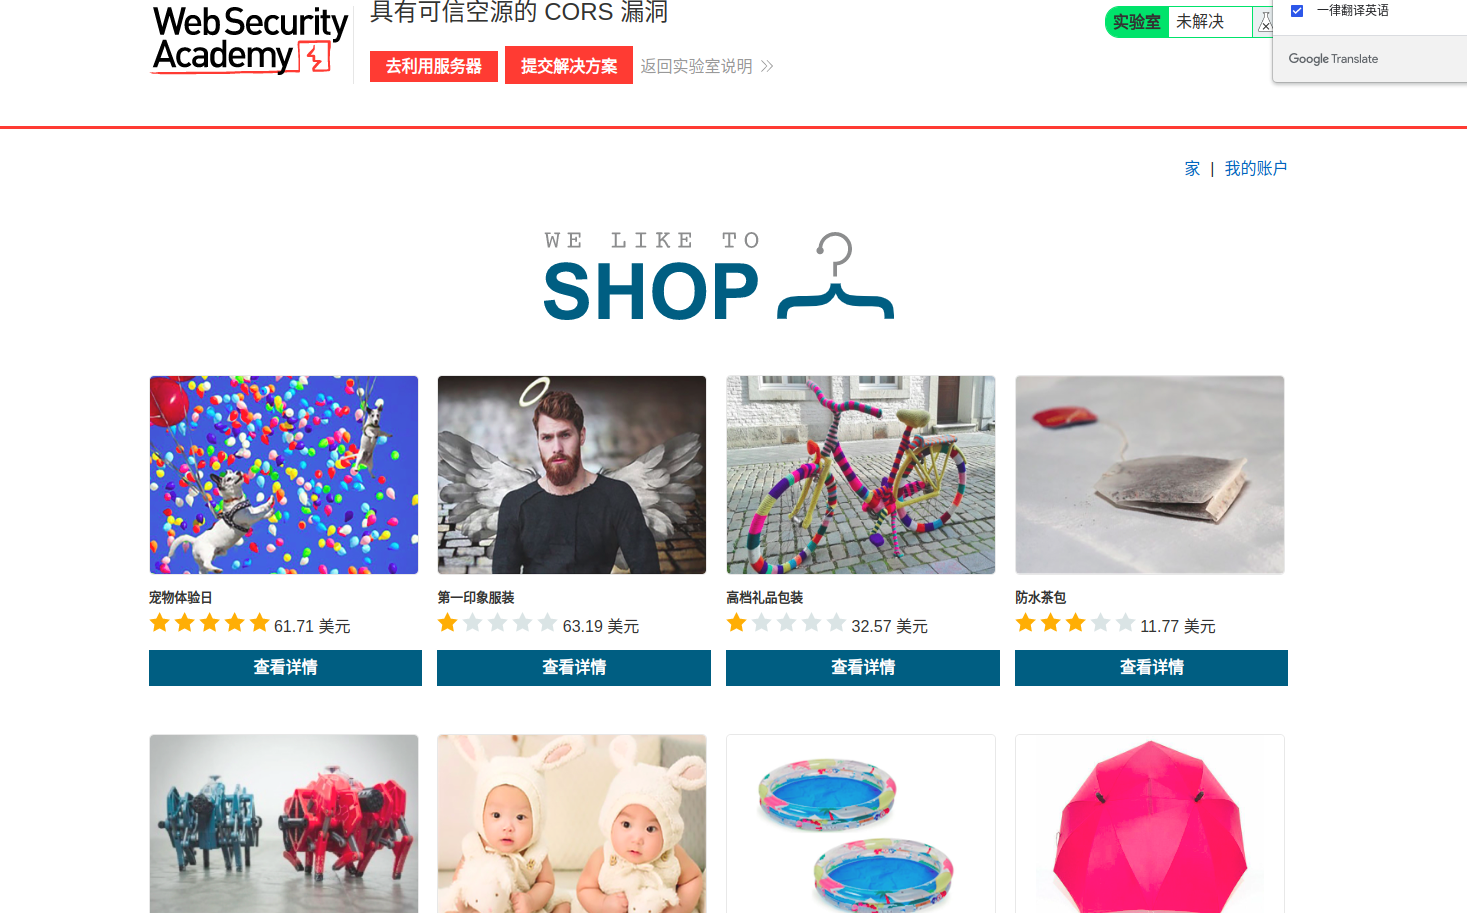 Web Security
Academy
具有可信空源的 CORS 漏洞
去利用服务器
提交解决方案
返回实验室说明
实验室
未解决
一律翻译英语
Google Translate
家 | 我的账户
WE LIKE TO
SHOP
宠物体验日
61.71 美元
查看详情
第一印象服装
63.19 美元
查看详情
高档礼品包装
32.57 美元
查看详情
防水茶包
11.77 美元
查看详情